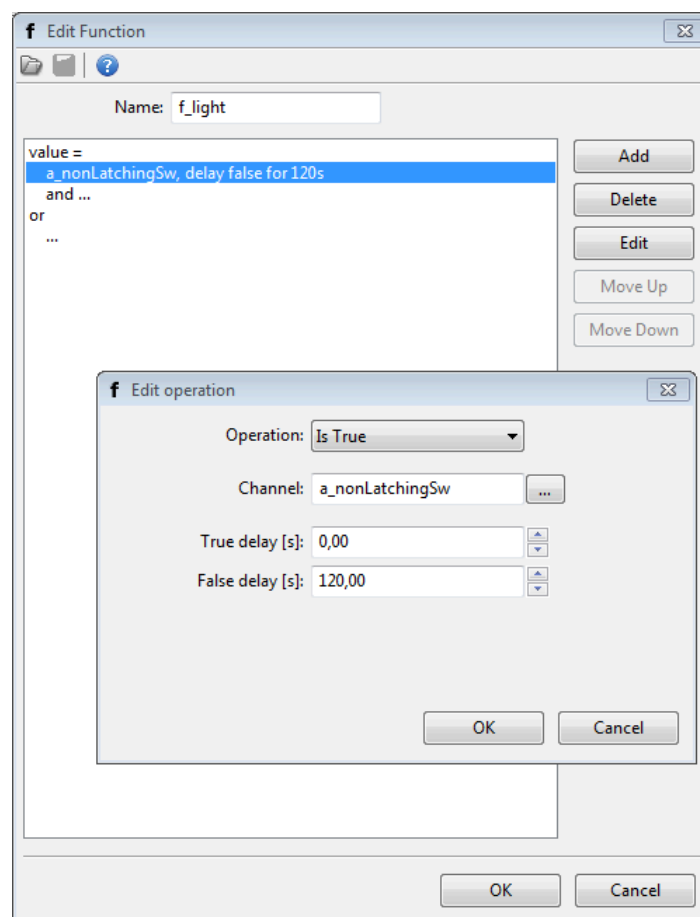 f Edit Function
Name: f_light
value =
a_nonLatchingSw, delay false for 120s
and ...
or
...
Add
Delete
Edit
Move Up
Move Down
f Edit operation
Operation: Is True
Channel: a_nonLatchingSw ...
True delay [s]: 0,00
False delay [s]: 120,00
OK Cancel
OK Cancel